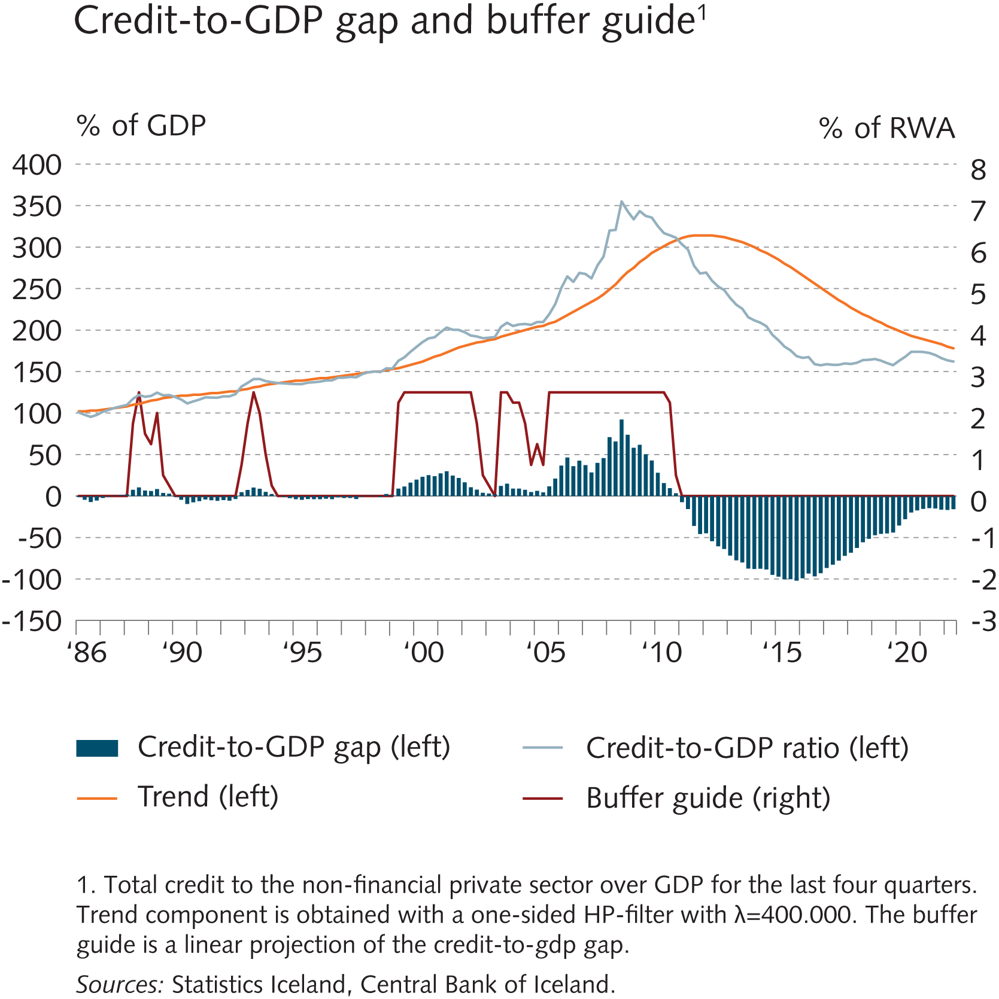 Credit-to-GDP gap and buffer guide¹
% of GDP
% of RWA
400
8
350
7
300
6
250
5
200
4
150
3
100
2
50
1
0
0
-50
-1
-100
-2
-150
-3
‘86 ‘90 ‘95 ‘00 ‘05 ‘10 ‘15 ‘20
Credit-to-GDP gap (left)
Credit-to-GDP ratio (left)
Trend (left)
Buffer guide (right)
1. Total credit to the non-financial private sector over GDP for the last four quarters.
Trend component is obtained with a one-sided HP-filter with λ=400.000. The buffer
guide is a linear projection of the credit-to-gdp gap.
Sources: Statistics Iceland, Central Bank of Iceland.